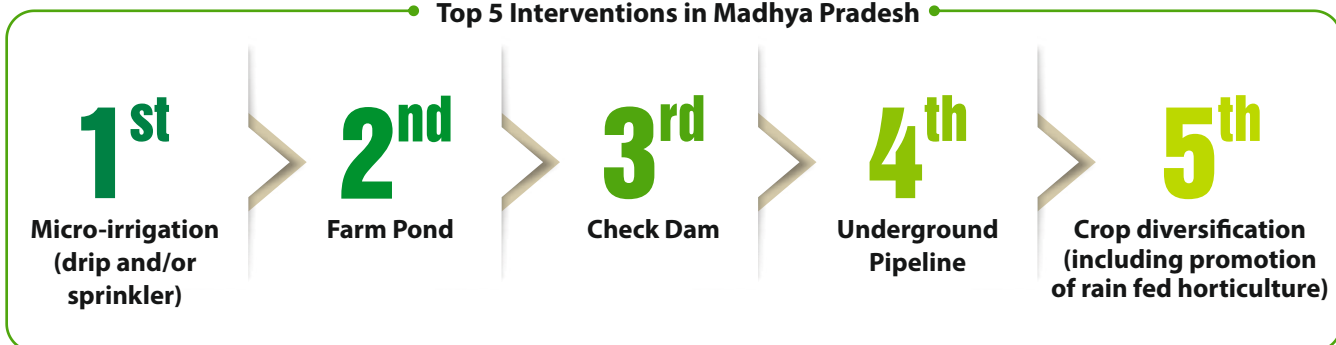 Top 5 Interventions in Madhya Pradesh
1st
Micro-irrigation
(drip and/or
sprinkler)
2nd
Farm Pond
3rd
Check Dam
4th
Underground
Pipeline
5th
Crop diversification
(including promotion
of rain fed horticulture)